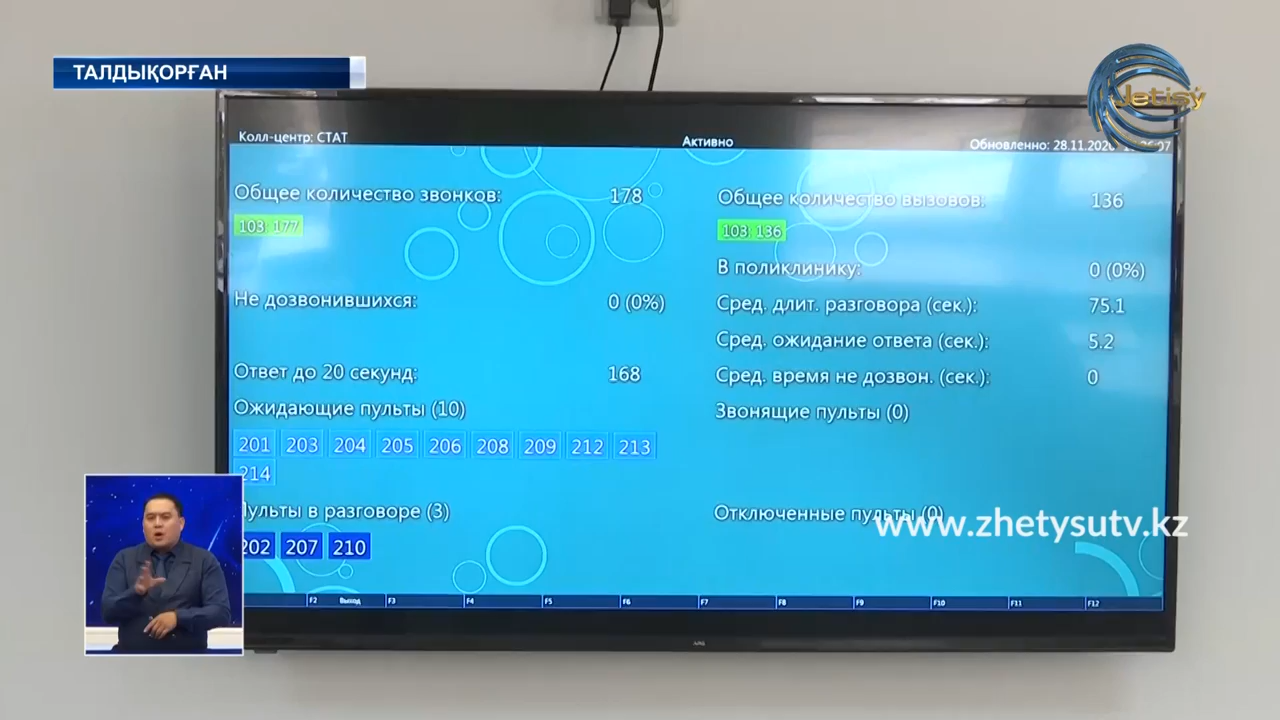 ТАЛДЫҚОРҒАН
Jetisý
Колл-центр: СТАТ
Активно
Обновленно: 28.11.2020
Общее количество звонков: 178
103: 177
Не дозвонившихся: 0 (0%)
Ответ до 20 секунд: 168
Ожидающие пульты (10)
201 203 204 205 206 208 209 212 213
214
Пульты в разговоре (3)
202 207 210
Общее количество вызовов: 136
103: 136
В поликлинику: 0 (0%)
Сред. длит. разговора (сек.): 75.1
Сред. ожидание ответа (сек.): 5.2
Сред. время не дозвон. (сек.): 0
Звонящие пульты (0)
Отключенные пульты (0)
www.zhetysutv.kz
F2 Выход F3 F4 F5 F6 F7 F8 F9 F10 F11 F12